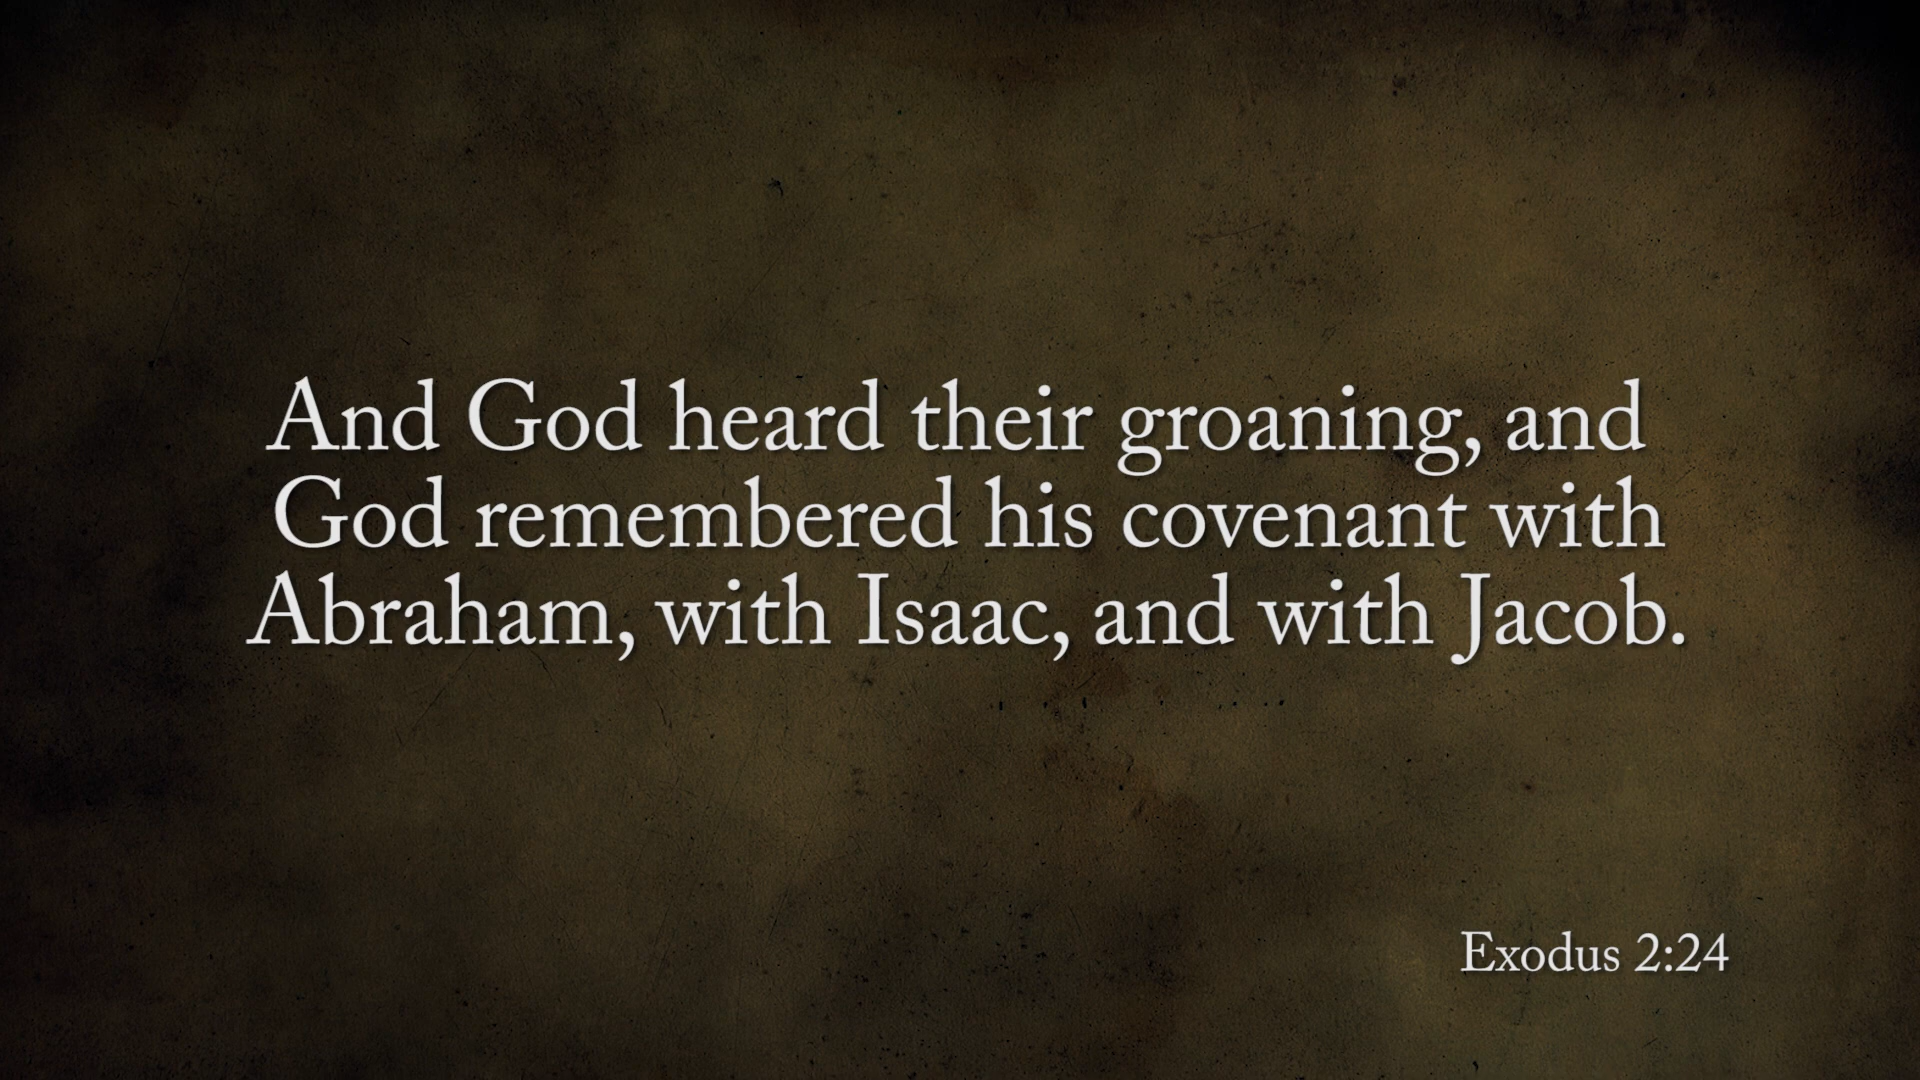 And God heard their groaning, and
God remembered his covenant with
Abraham, with Isaac, and with Jacob.
Exodus 2:24